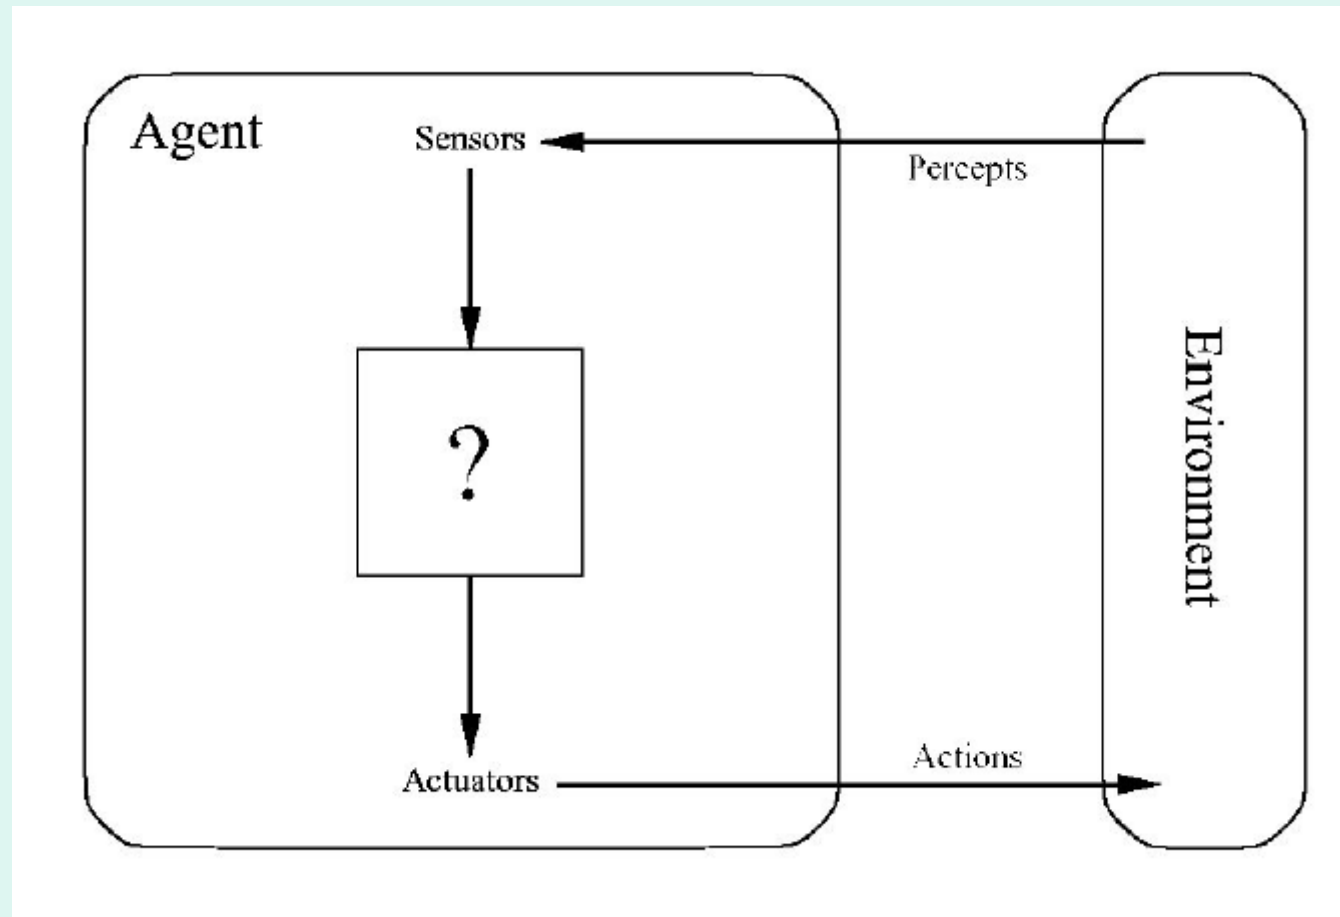 Agent
Sensors
Percepts
?
Environment
Actions
Actuators